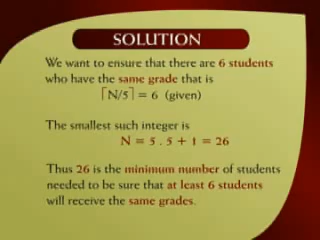 SOLUTION
We want to ensure that there are 6 students
who have the same grade that is
⌈N/5⌉ = 6 (given)
The smallest such integer is
N = 5 . 5 + 1 = 26
Thus 26 is the minimum number of students
needed to be sure that at least 6 students
will receive the same grades.